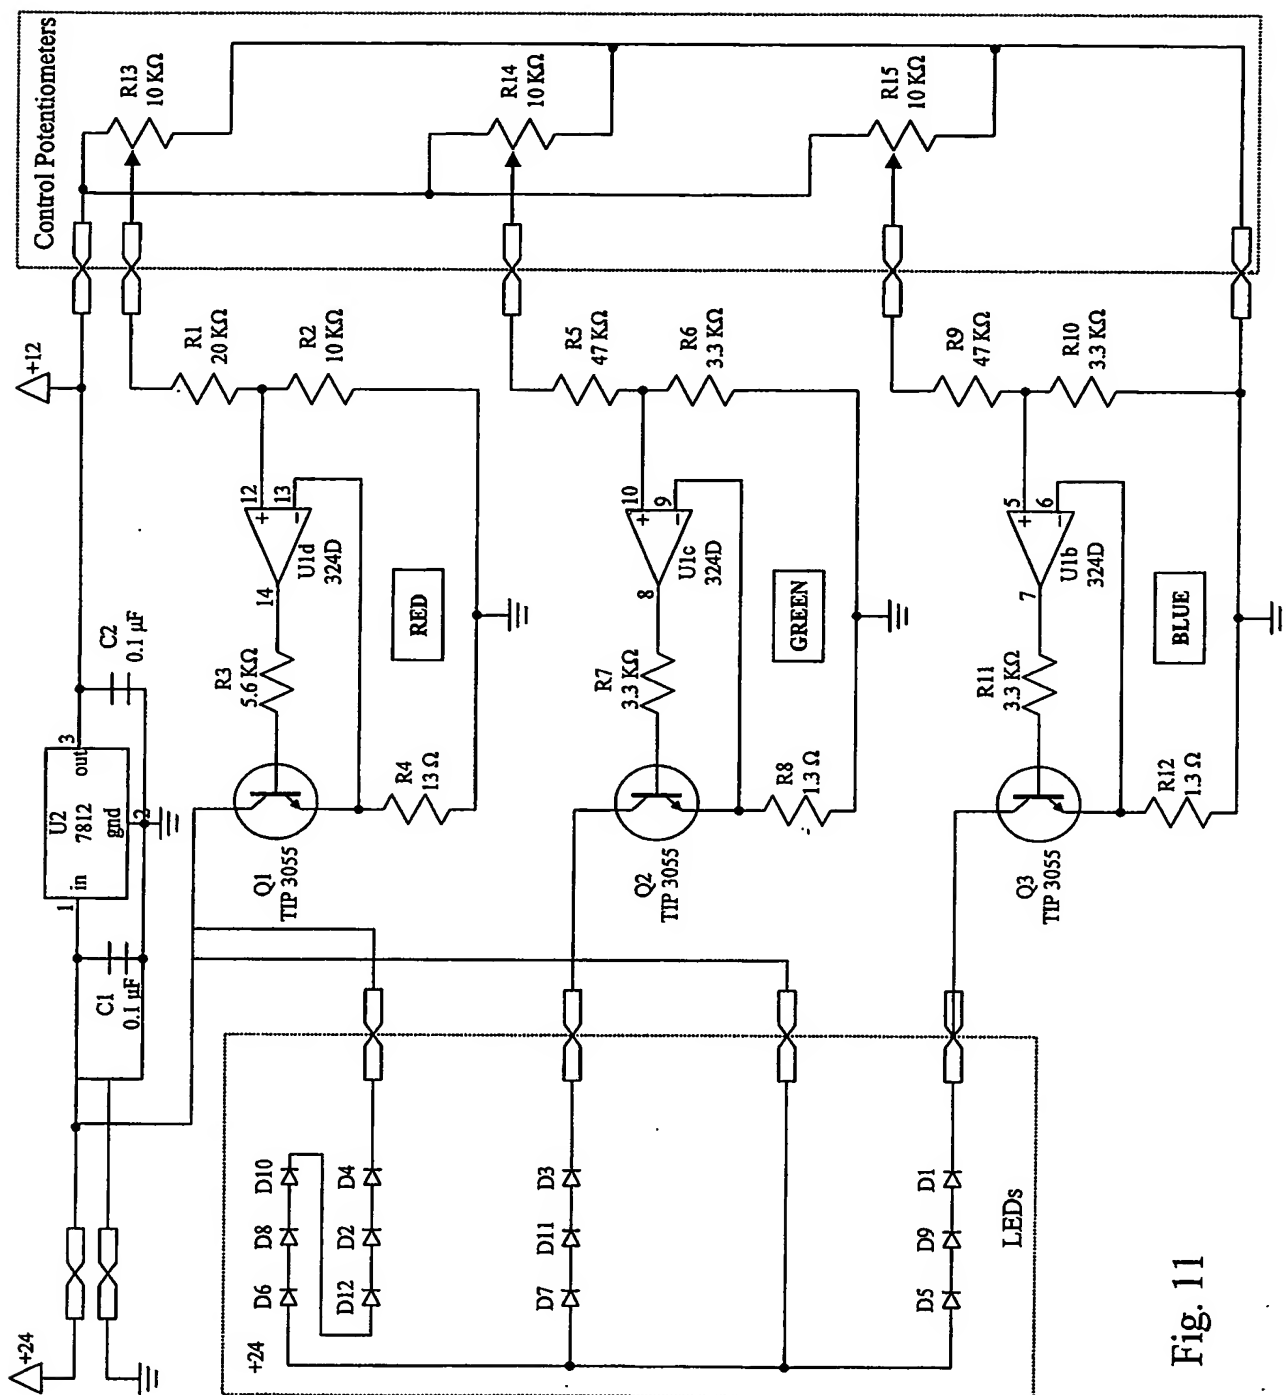 Control Potentiometers
R13
10 KΩ
R14
10 KΩ
R15
10 KΩ
+12
R1
20 KΩ
R2
10 KΩ
R5
47 KΩ
R6
3.3 KΩ
R9
47 KΩ
R10
3.3 KΩ
12
13
+
−
U1d
324D
14
10
9
+
−
U1c
324D
8
5
6
+
−
U1b
324D
7
RED
GREEN
BLUE
C2
0.1 µF
R3
5.6 KΩ
R7
3.3 KΩ
R11
3.3 KΩ
U2
7812
in
out
gnd
1
2
3
R4
13 Ω
R8
1.3 Ω
R12
1.3 Ω
Q1
TIP 3055
Q2
TIP 3055
Q3
TIP 3055
C1
0.1 µF
D10
D8
D6
D4
D2
D12
D3
D11
D7
D1
D9
D5
LEDs
+24
+24
Fig. 11